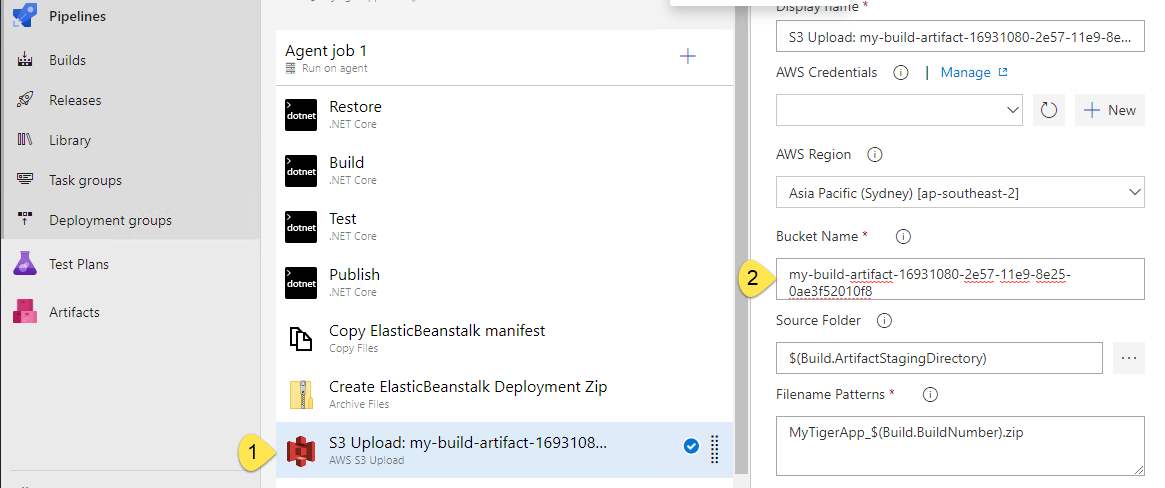 Pipelines
Builds
Releases
Library
Task groups
Deployment groups
Test Plans
Artifacts
Agent job 1
Run on agent
dotnet
Restore
.NET Core
dotnet
Build
.NET Core
dotnet
Test
.NET Core
dotnet
Publish
.NET Core
Copy ElasticBeanstalk manifest
Copy Files
Create ElasticBeanstalk Deployment Zip
Archive Files
1
S3 Upload: my-build-artifact-1693108...
AWS S3 Upload
Display name *
S3 Upload: my-build-artifact-16931080-2e57-11e9-8e...
AWS Credentials | Manage
New
AWS Region
Asia Pacific (Sydney) [ap-southeast-2]
Bucket Name *
2
my-build-artifact-16931080-2e57-11e9-8e25-
0ae3f52010f8
Source Folder
$(Build.ArtifactStagingDirectory)
...
Filename Patterns *
MyTigerApp_$(Build.BuildNumber).zip